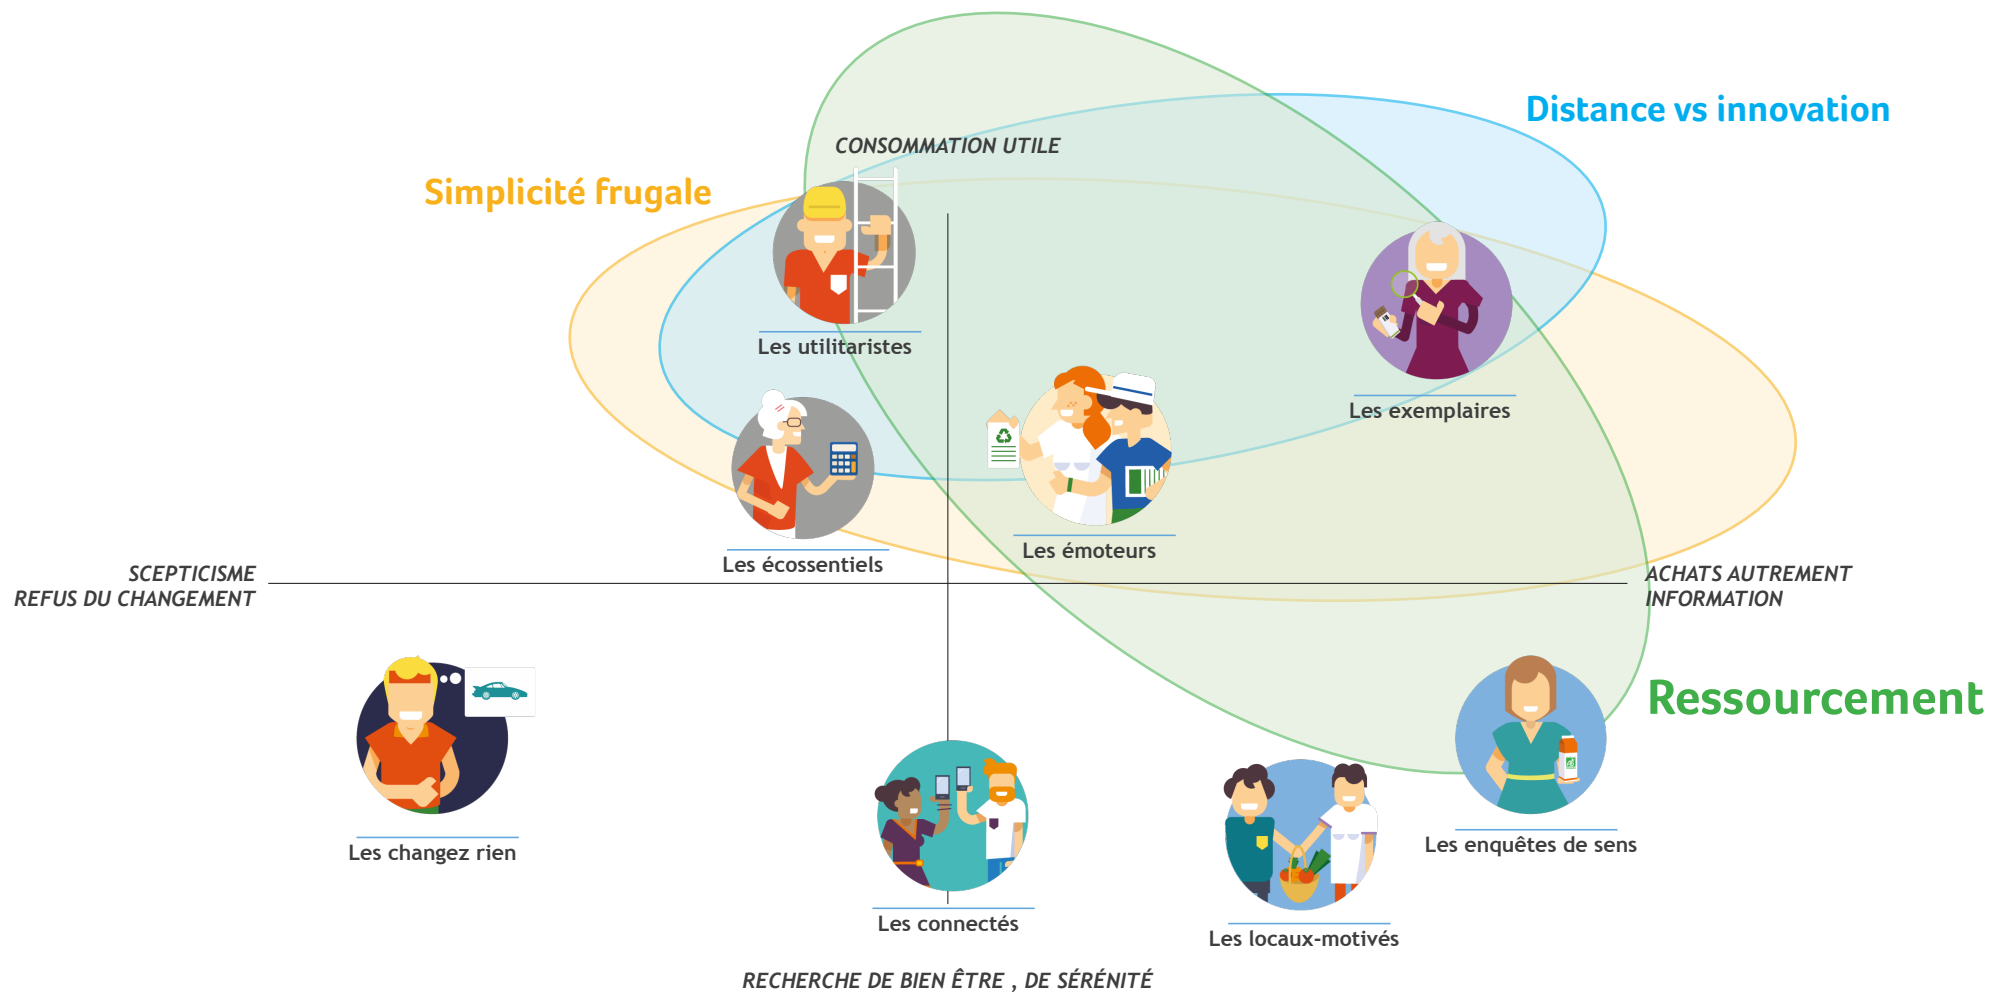 Distance vs innovation
CONSOMMATION UTILE
Simplicité frugale
Les utilitaristes
Les exemplaires
Les émoteurs
Les écossentiels
SCEPTICISME
REFUS DU CHANGEMENT
ACHATS AUTREMENT
INFORMATION
Ressourcement
Les changez rien
Les enquêtes de sens
Les connectés
Les locaux-motivés
RECHERCHE DE BIEN ÊTRE , DE SÉRÉNITÉ